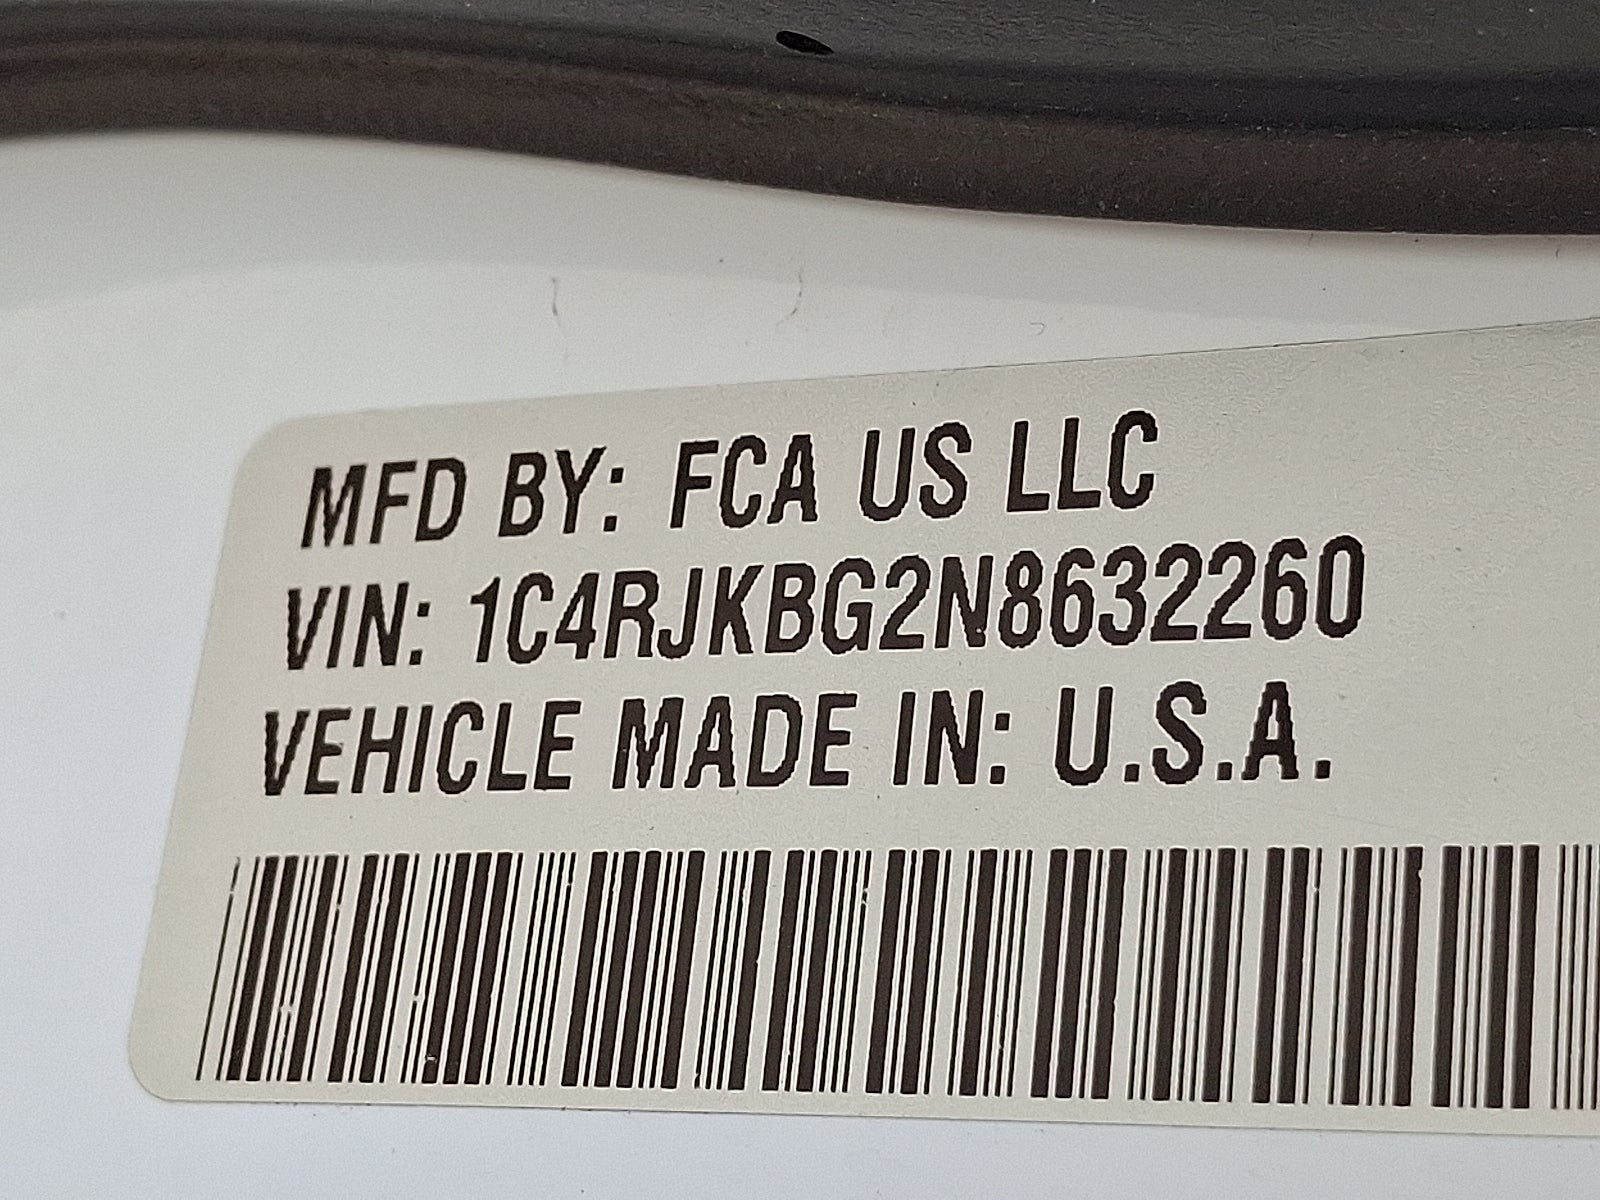 MFD BY: FCA US LLC
VIN: 1C4RJKBG2N8632260
VEHICLE MADE IN: U.S.A.